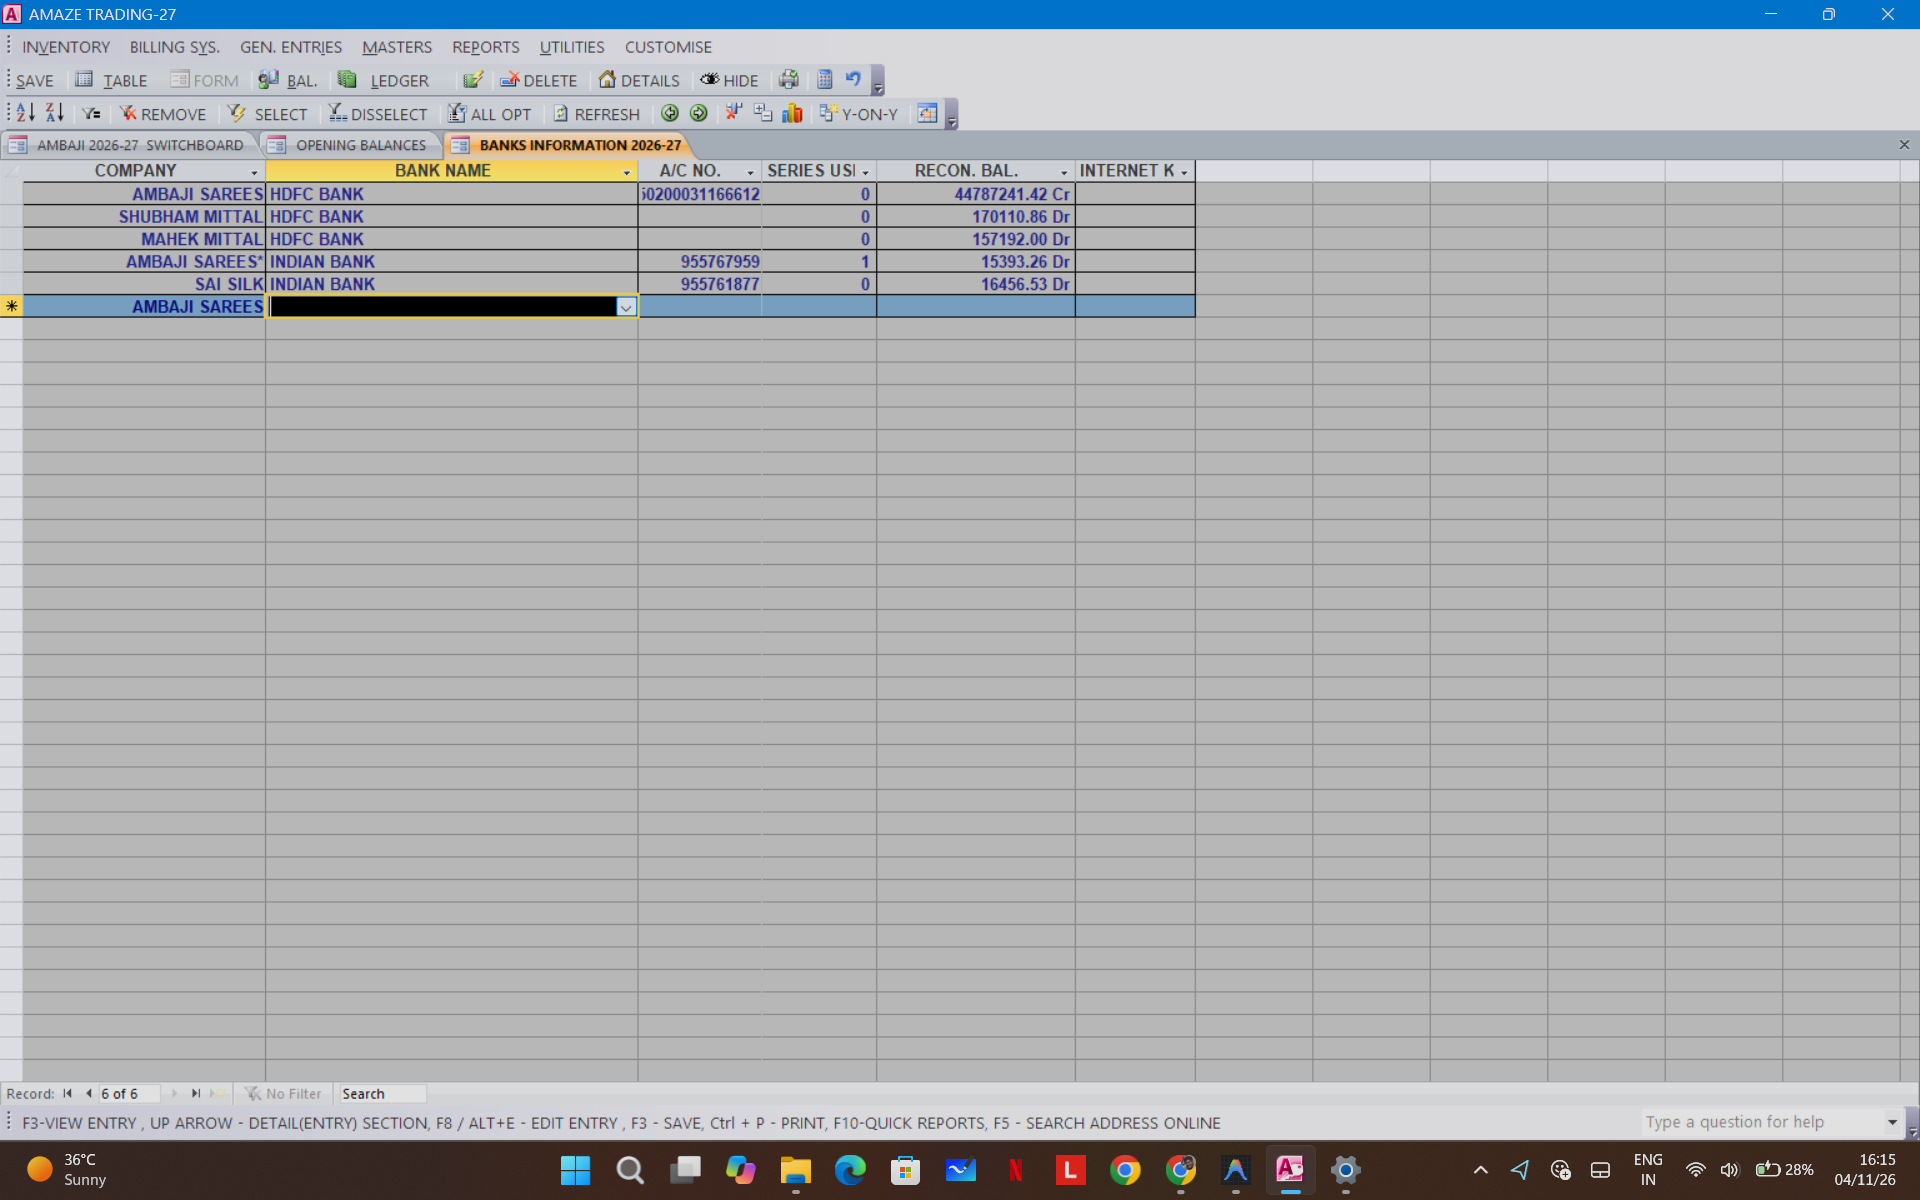 AMAZE TRADING-27
INVENTORY BILLING SYS. GEN. ENTRIES MASTERS REPORTS UTILITIES CUSTOMISE
SAVE TABLE FORM BAL. LEDGER DELETE DETAILS HIDE
REMOVE SELECT DISSELECT ALL OPT REFRESH Y-ON-Y
AMBAJI 2026-27 SWITCHBOARD OPENING BALANCES BANKS INFORMATION 2026-27
COMPANY BANK NAME A/C NO. SERIES USI RECON. BAL. INTERNET K
AMBAJI SAREES HDFC BANK 50200031166612 0 44787241.42 Cr
SHUBHAM MITTAL HDFC BANK 0 170110.86 Dr
MAHEK MITTAL HDFC BANK 0 157192.00 Dr
AMBAJI SAREES* INDIAN BANK 955767959 1 15393.26 Dr
SAI SILK INDIAN BANK 955761877 0 16456.53 Dr
AMBAJI SAREES
Record: 6 of 6 No Filter Search
F3-VIEW ENTRY , UP ARROW - DETAIL(ENTRY) SECTION, F8 / ALT+E - EDIT ENTRY , F3 - SAVE, Ctrl + P - PRINT, F10-QUICK REPORTS, F5 - SEARCH ADDRESS ONLINE
Type a question for help
36°C
Sunny
ENG
IN
28%
16:15
04/11/26